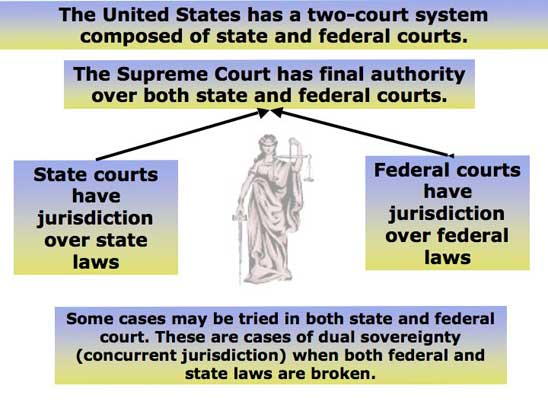 The United States has a two-court system
composed of state and federal courts.
The Supreme Court has final authority
over both state and federal courts.
State courts
have
jurisdiction
over state
laws
Federal courts
have
jurisdiction
over federal
laws
Some cases may be tried in both state and federal
court. These are cases of dual sovereignty
(concurrent jurisdiction) when both federal and
state laws are broken.